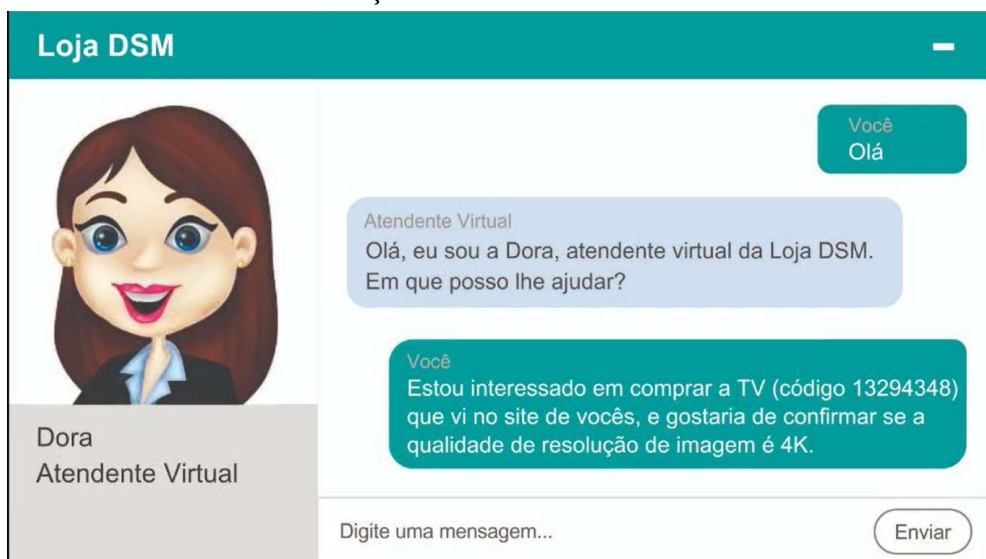 Loja DSM
Você
Olá
Atendente Virtual
Olá, eu sou a Dora, atendente virtual da Loja DSM.
Em que posso lhe ajudar?
Você
Estou interessado em comprar a TV (código 13294348)
que vi no site de vocês, e gostaria de confirmar se a
qualidade de resolução de imagem é 4K.
Dora
Atendente Virtual
Digite uma mensagem...
Enviar